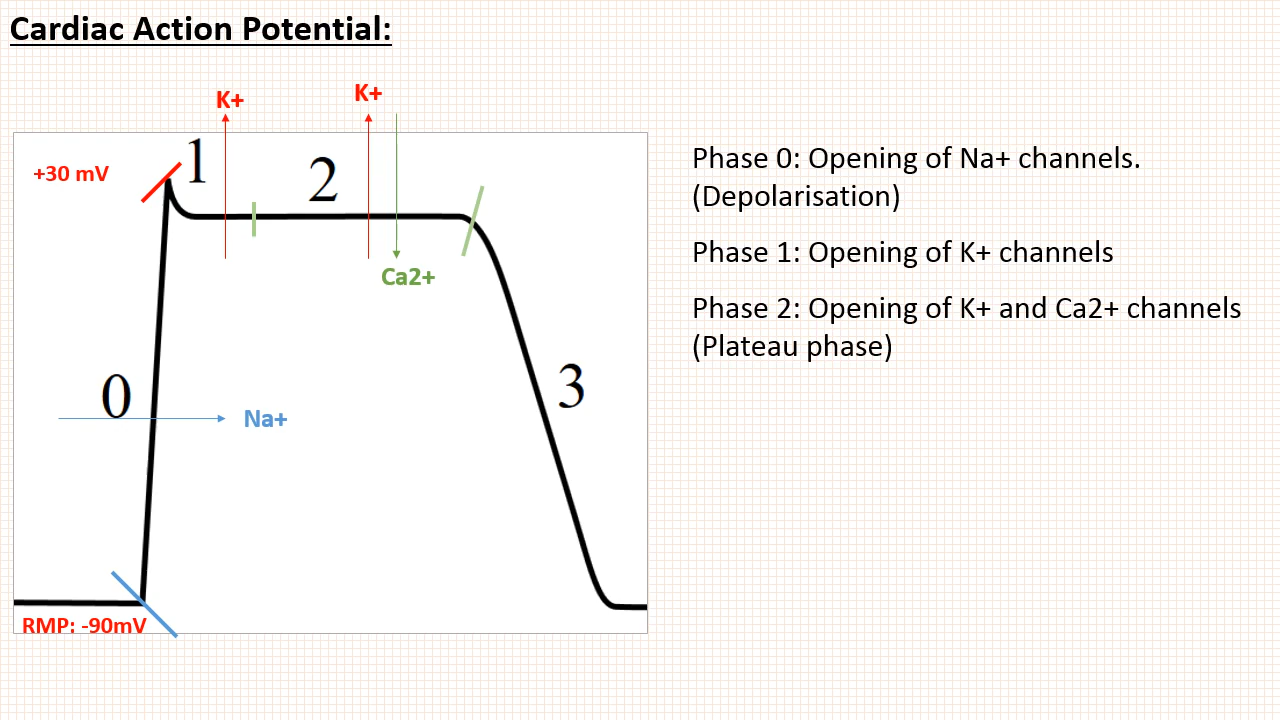 Cardiac Action Potential:
K+
K+
+30 mV
1
2
Ca2+
0
Na+
3
RMP: -90mV
Phase 0: Opening of Na+ channels.
(Depolarisation)
Phase 1: Opening of K+ channels
Phase 2: Opening of K+ and Ca2+ channels
(Plateau phase)